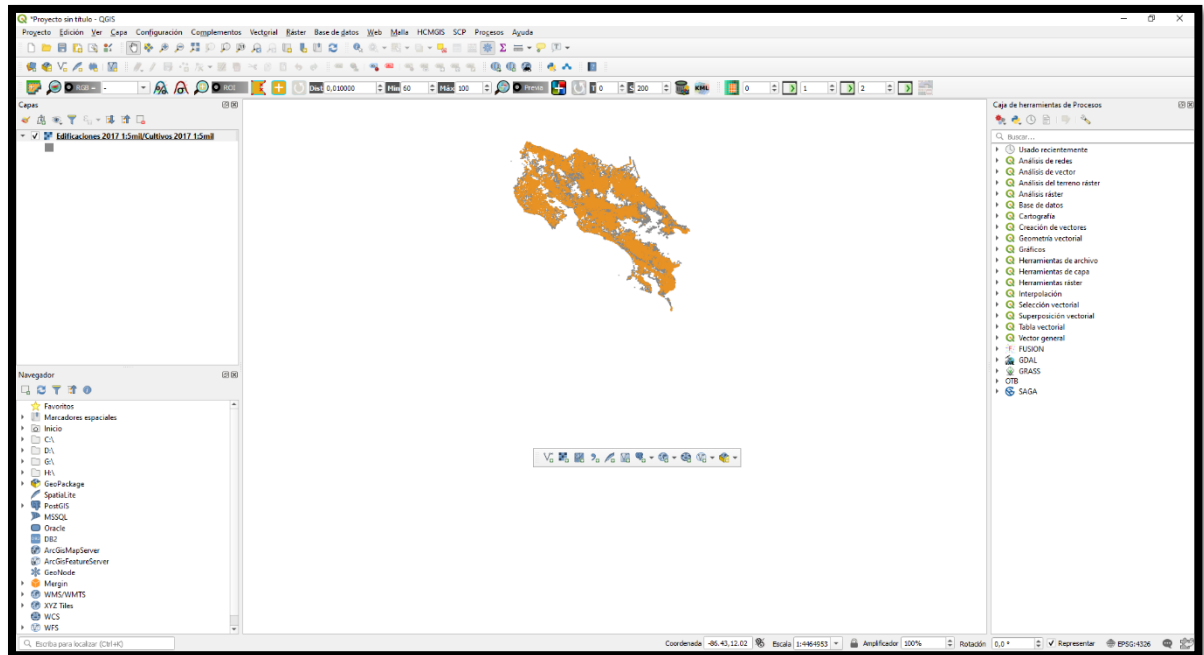 *Proyecto sin título - QGIS
Proyecto Edición Ver Capa Configuración Complementos Vectorial Ráster Base de datos Web Malla HCMGIS SCP Procesos Ayuda
RGB = - RCI Dist 0,010000 Mín 60 Máx 100 Previa T 0 S 200 KML 0 1 2
Capas
Edificaciones 2017 1:5mil/Cultivos 2017 1:5mil
Navegador
Favoritos
Marcadores espaciales
Inicio
C:\
D:\
G:\
H:\
GeoPackage
SpatiaLite
PostGIS
MSSQL
Oracle
DB2
ArcGisMapServer
ArcGisFeatureServer
GeoNode
Mergin
WMS/WMTS
XYZ Tiles
WCS
WFS
Caja de herramientas de Procesos
Buscar...
Usado recientemente
Análisis de redes
Análisis de vector
Análisis del terreno ráster
Análisis ráster
Base de datos
Cartografía
Creación de vectores
Geometría vectorial
Gráficos
Herramientas de archivo
Herramientas de capa
Herramientas ráster
Interpolación
Selección vectorial
Superposición vectorial
Tabla vectorial
Vector general
FUSION
GDAL
GRASS
OTB
SAGA
Escriba para localizar (Ctrl+K)
Coordenada -86.43,12.02 Escala 1:4464953 Amplificador 100% Rotación 0,0 ° Representar EPSG:4326